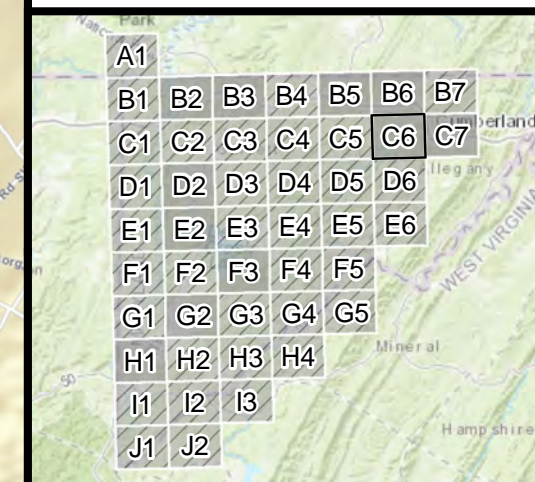 Park
A1
B1 B2 B3 B4 B5 B6 B7
C1 C2 C3 C4 C5 C6 C7
D1 D2 D3 D4 D5 D6
E1 E2 E3 E4 E5 E6
F1 F2 F3 F4 F5
G1 G2 G3 G4 G5
H1 H2 H3 H4
I1 I2 I3
J1 J2
umberland
llegany
WEST VIRGINIA
Mineral
50
Hampshire
Rd